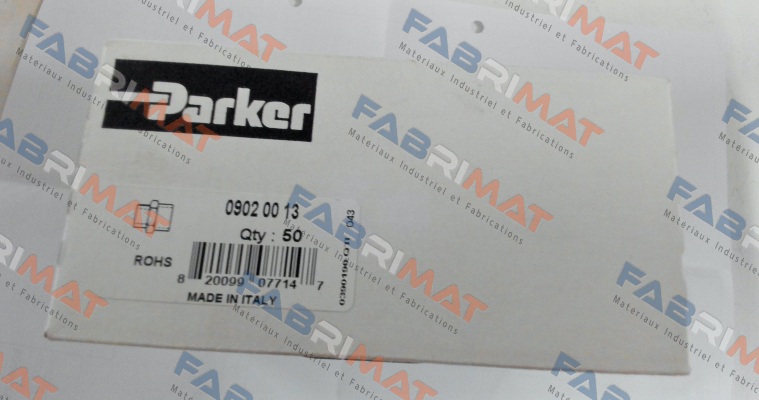 Parker
0902 00 13
Qty : 50
ROHS
8 20099 07714 7
MADE IN ITALY
FABRIMAT
Matériaux Industriel et Fabrications